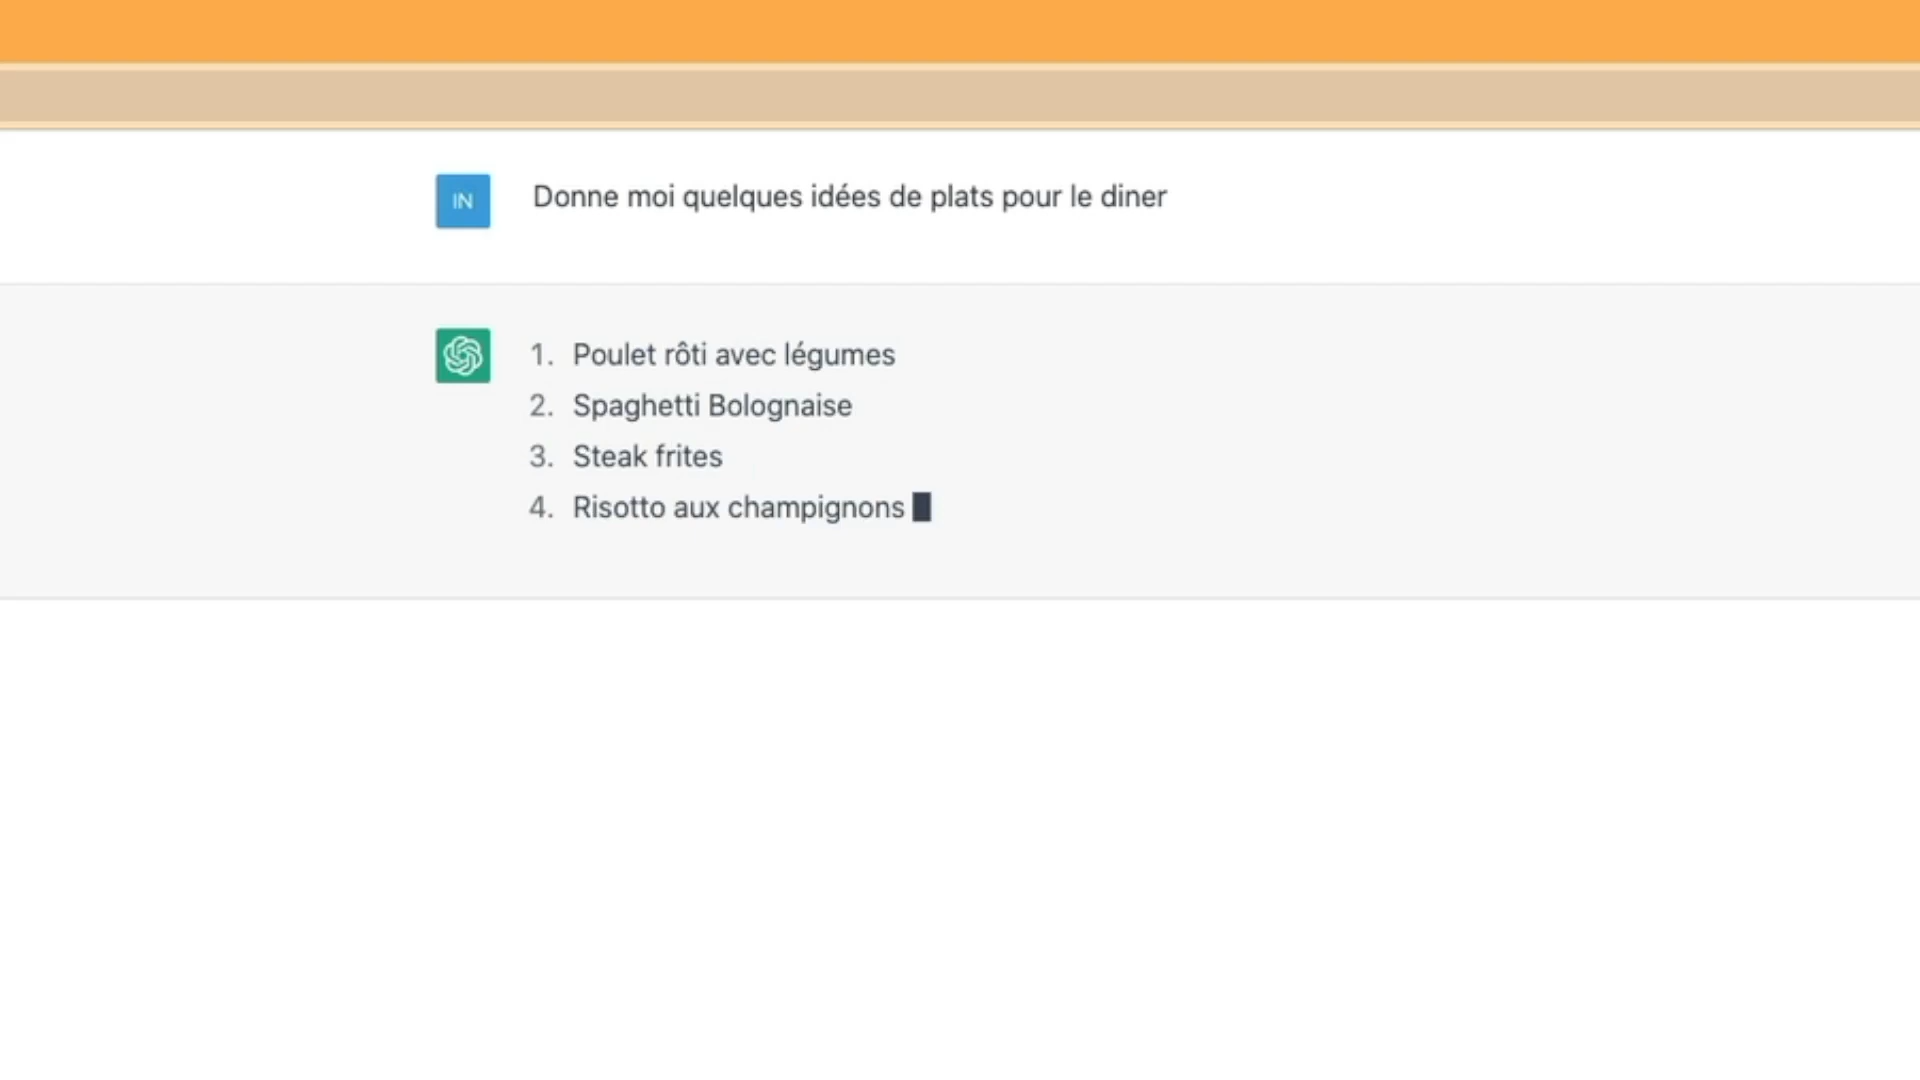 IN
Donne moi quelques idées de plats pour le diner
1. Poulet rôti avec légumes
2. Spaghetti Bolognaise
3. Steak frites
4. Risotto aux champignons